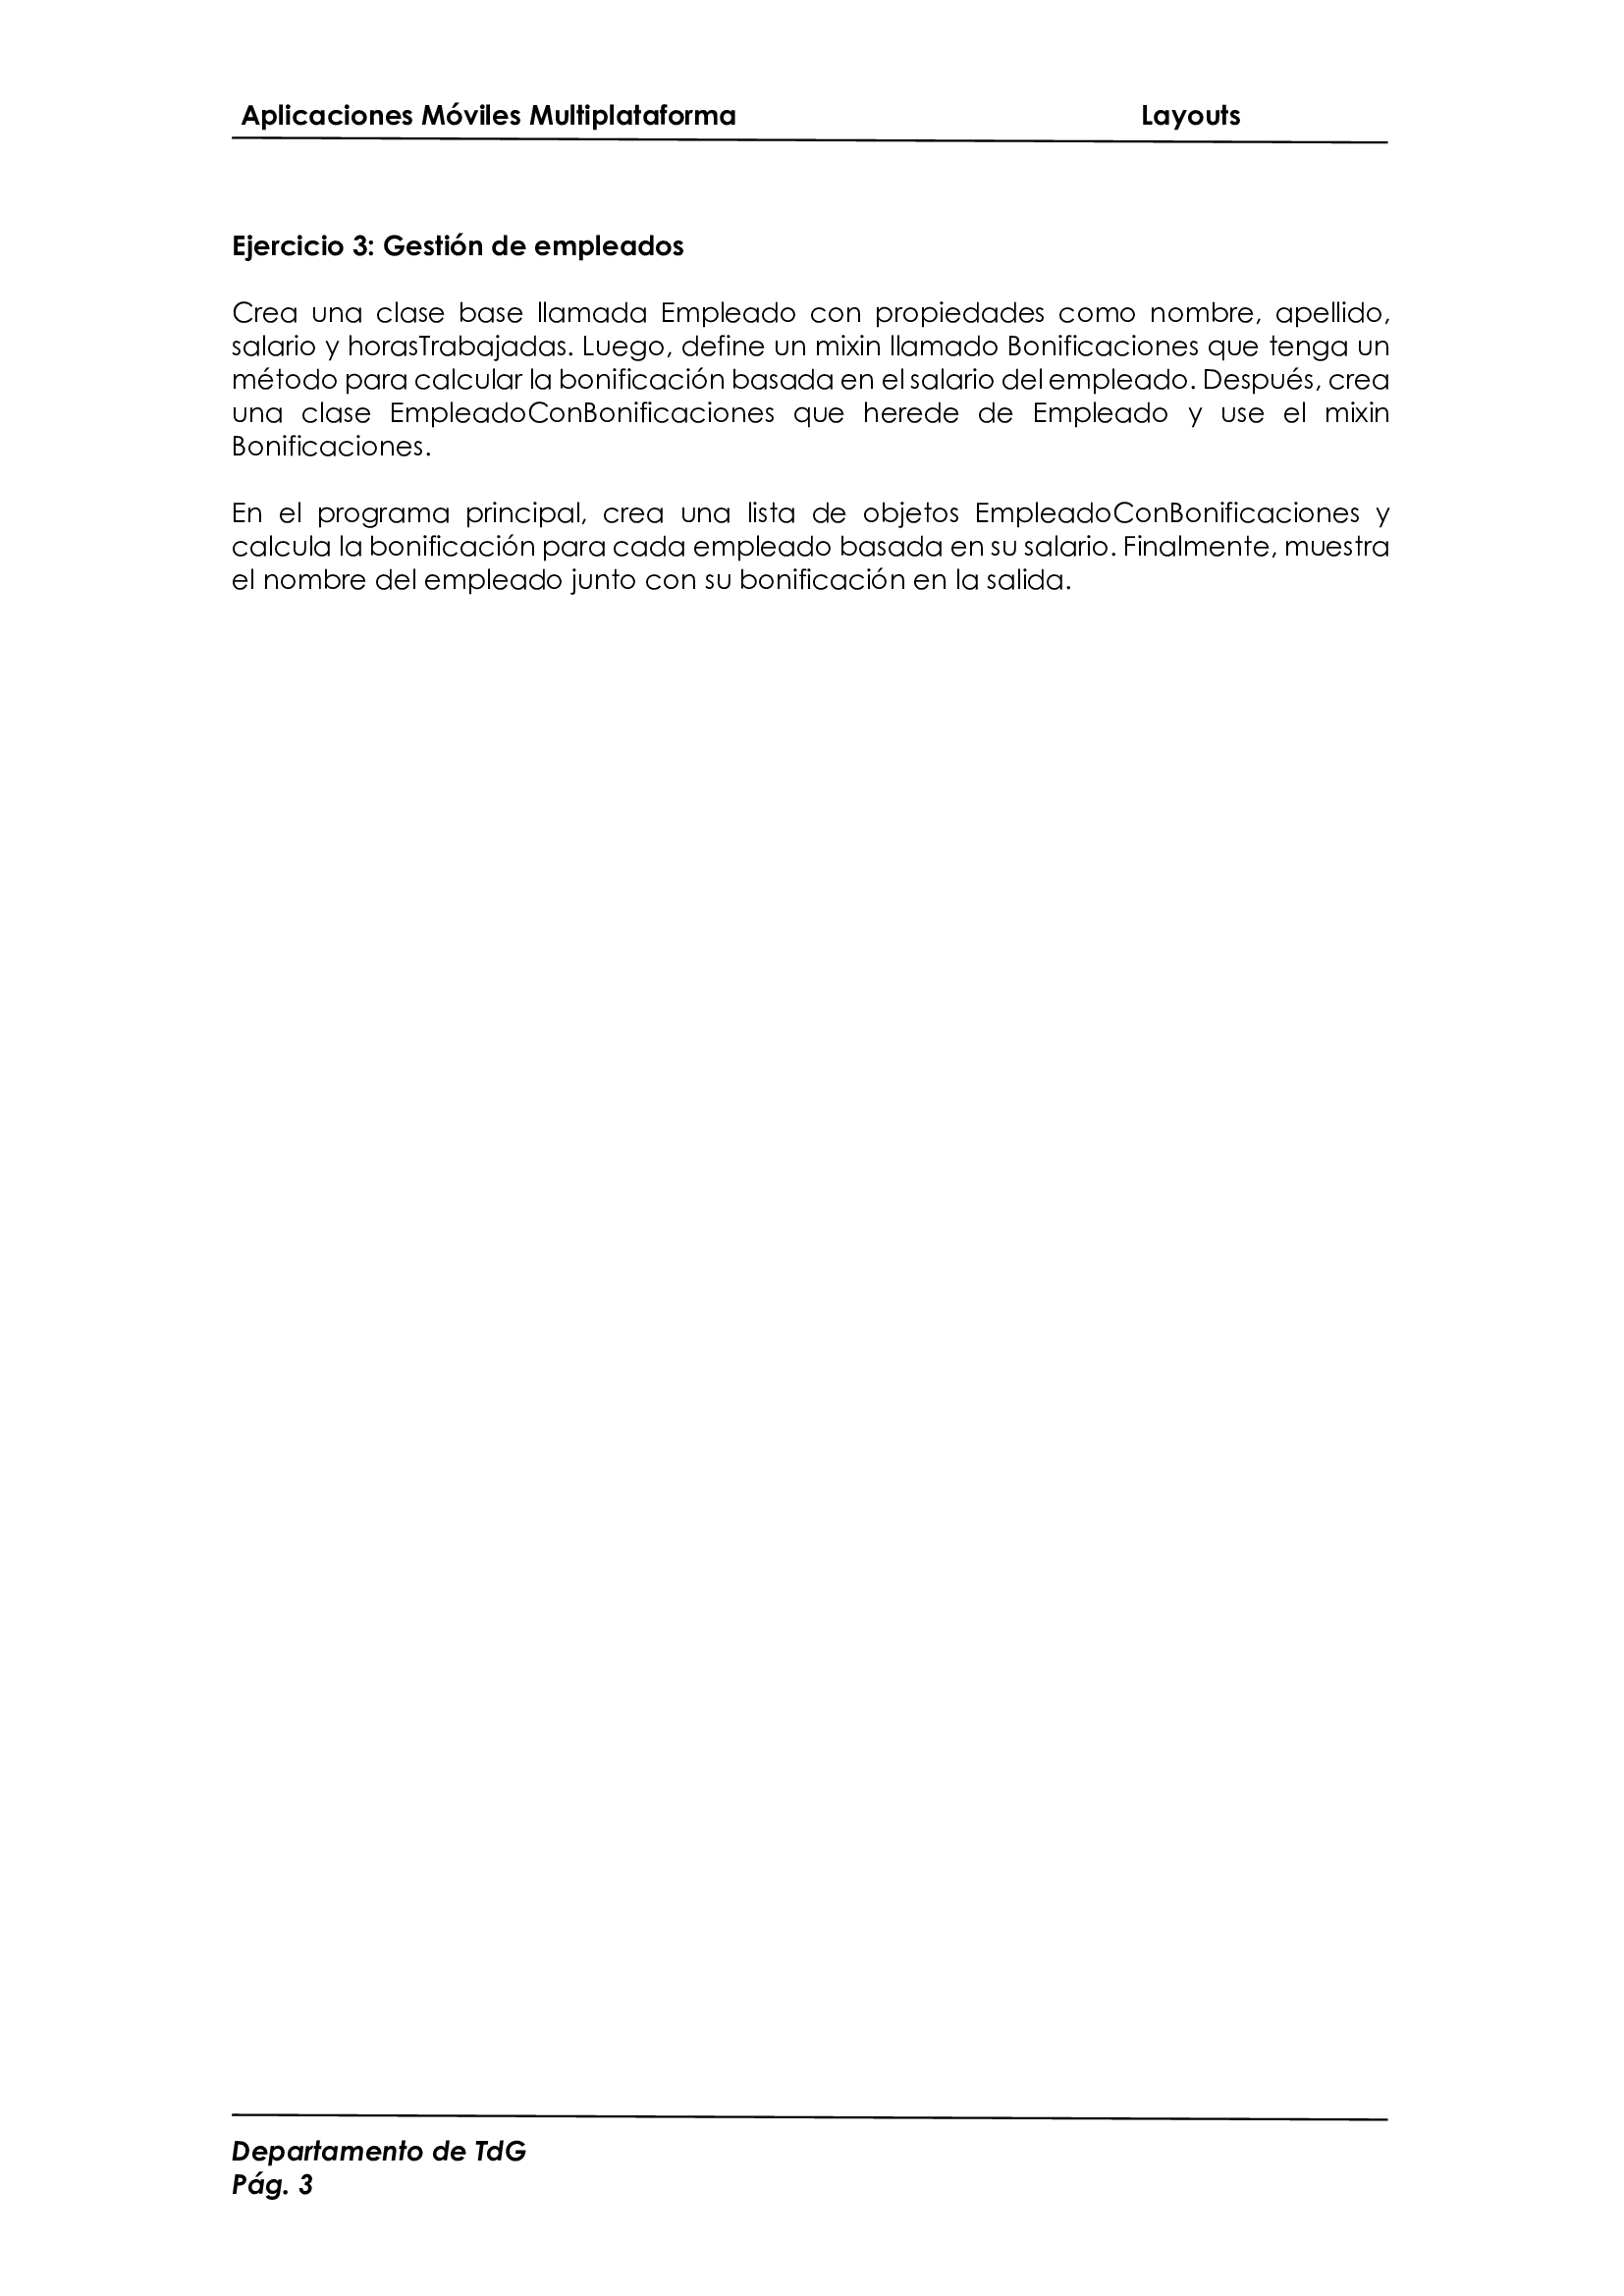 Aplicaciones Móviles Multiplataforma Layouts
Ejercicio 3: Gestión de empleados
Crea una clase base llamada Empleado con propiedades como nombre, apellido,
salario y horasTrabajadas. Luego, define un mixin llamado Bonificaciones que tenga un
método para calcular la bonificación basada en el salario del empleado. Después, crea
una clase EmpleadoConBonificaciones que herede de Empleado y use el mixin
Bonificaciones.
En el programa principal, crea una lista de objetos EmpleadoConBonificaciones y
calcula la bonificación para cada empleado basada en su salario. Finalmente, muestra
el nombre del empleado junto con su bonificación en la salida.
Departamento de TdG
Pág. 3